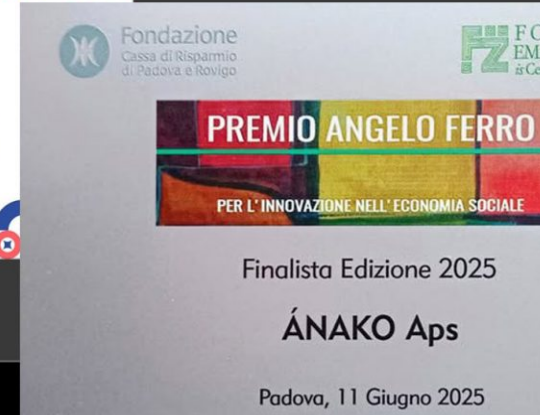 Fondazione
Cassa di Risparmio
di Padova e Rovigo
PREMIO ANGELO FERRO
PER L'INNOVAZIONE NELL'ECONOMIA SOCIALE
Finalista Edizione 2025
ÁNAKO Aps
Padova, 11 Giugno 2025